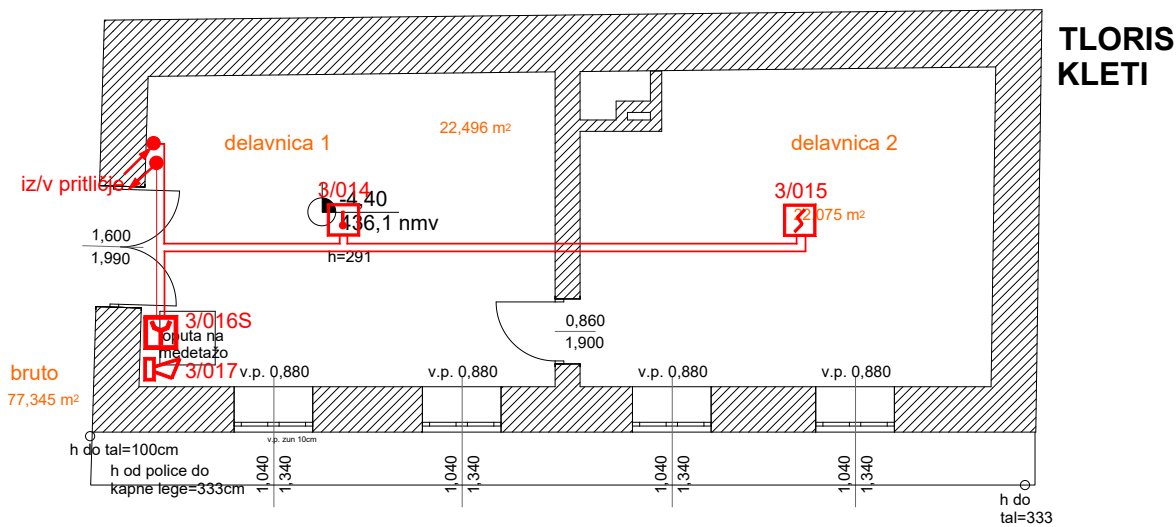 TLORIS
KLETI
22,496 m²
delavnica 1
delavnica 2
iz/v pritličje
3/014
3/015
-4,40
22,075 m²
436,1 nmv
1,600
1,990
h=291
3/016S
oputa na
medetažo
0,860
1,900
3/017
bruto
77,345 m²
v.p. 0,880
v.p. 0,880
v.p. 0,880
v.p. 0,880
v.p. zun 10cm
h do tal=100cm
h od police do
kapne lege=333cm
1,040
1,340
1,040
1,340
1,040
1,340
1,040
1,340
h do
tal=333